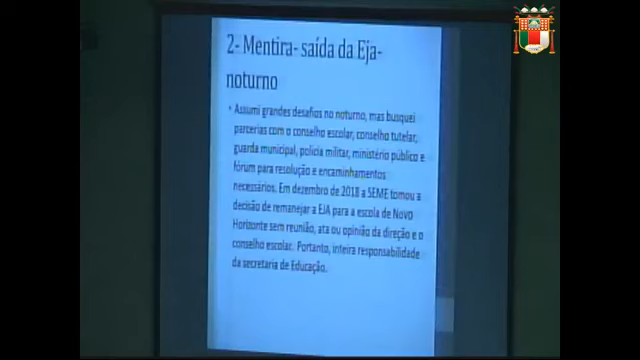 2- Mentira- saída da Eja-
noturno
• Assumi grandes desafios no noturno, mas busquei
parcerias com o conselho escolar, conselho tutelar,
guarda municipal, polícia militar, ministério público e
fórum para resolução e encaminhamentos
necessários. Em dezembro de 2018 a SEME tomou a
decisão de remanejar a EJA para a escola de Novo
Horizonte sem reunião, ata ou opinião da direção e o
conselho escolar. Portanto, inteira responsabilidade
da secretaria de Educação.